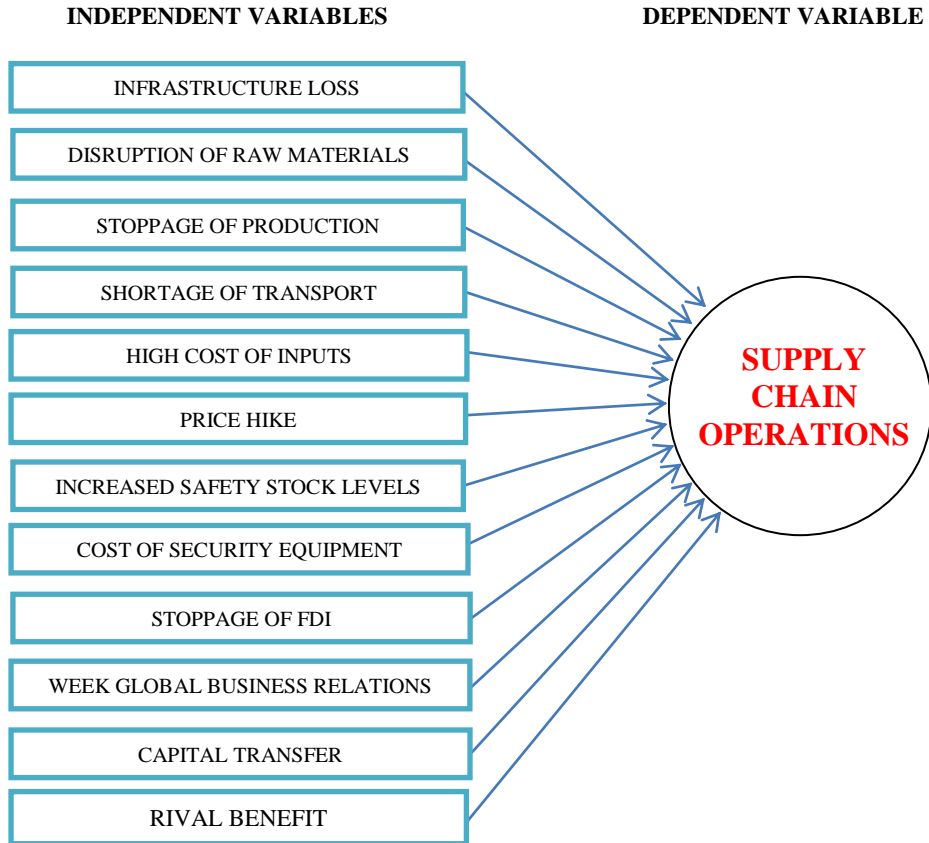 INDEPENDENT VARIABLES
DEPENDENT VARIABLE
INFRASTRUCTURE LOSS
DISRUPTION OF RAW MATERIALS
STOPPAGE OF PRODUCTION
SHORTAGE OF TRANSPORT
HIGH COST OF INPUTS
PRICE HIKE
INCREASED SAFETY STOCK LEVELS
COST OF SECURITY EQUIPMENT
STOPPAGE OF FDI
WEEK GLOBAL BUSINESS RELATIONS
CAPITAL TRANSFER
RIVAL BENEFIT
SUPPLY
CHAIN
OPERATIONS